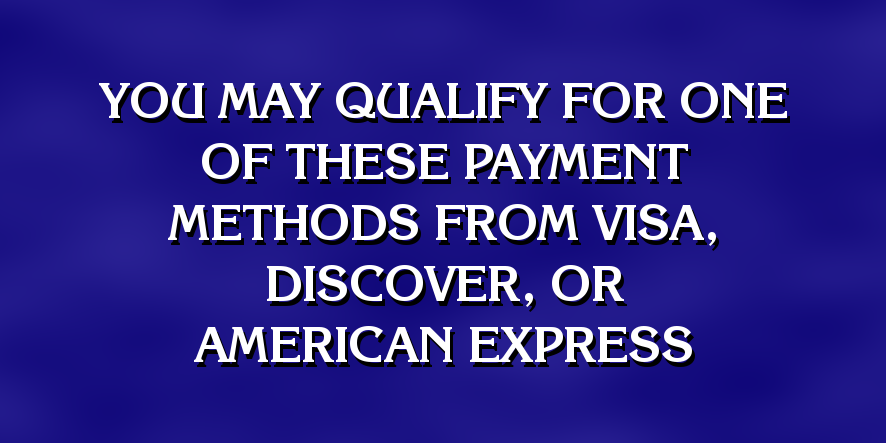 YOU MAY QUALIFY FOR ONE
OF THESE PAYMENT
METHODS FROM VISA,
DISCOVER, OR
AMERICAN EXPRESS